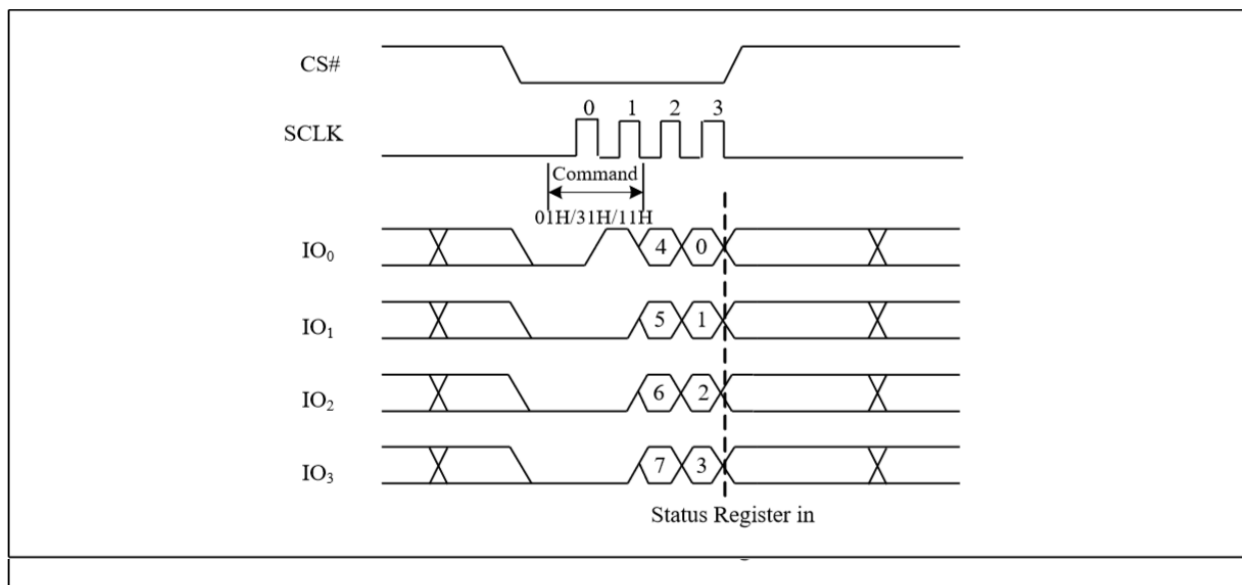 CS#
0 1 2 3
SCLK
Command
01H/31H/11H
IO₀ 4 0
IO₁ 5 1
IO₂ 6 2
IO₃ 7 3
Status Register in